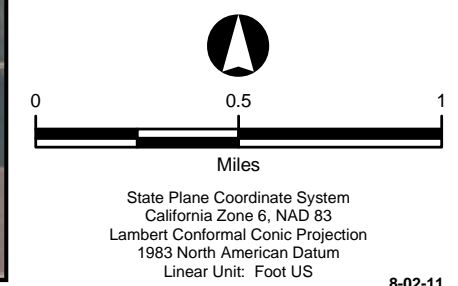 0 0.5 1
Miles
State Plane Coordinate System
California Zone 6, NAD 83
Lambert Conformal Conic Projection
1983 North American Datum
Linear Unit: Foot US
8-02-11